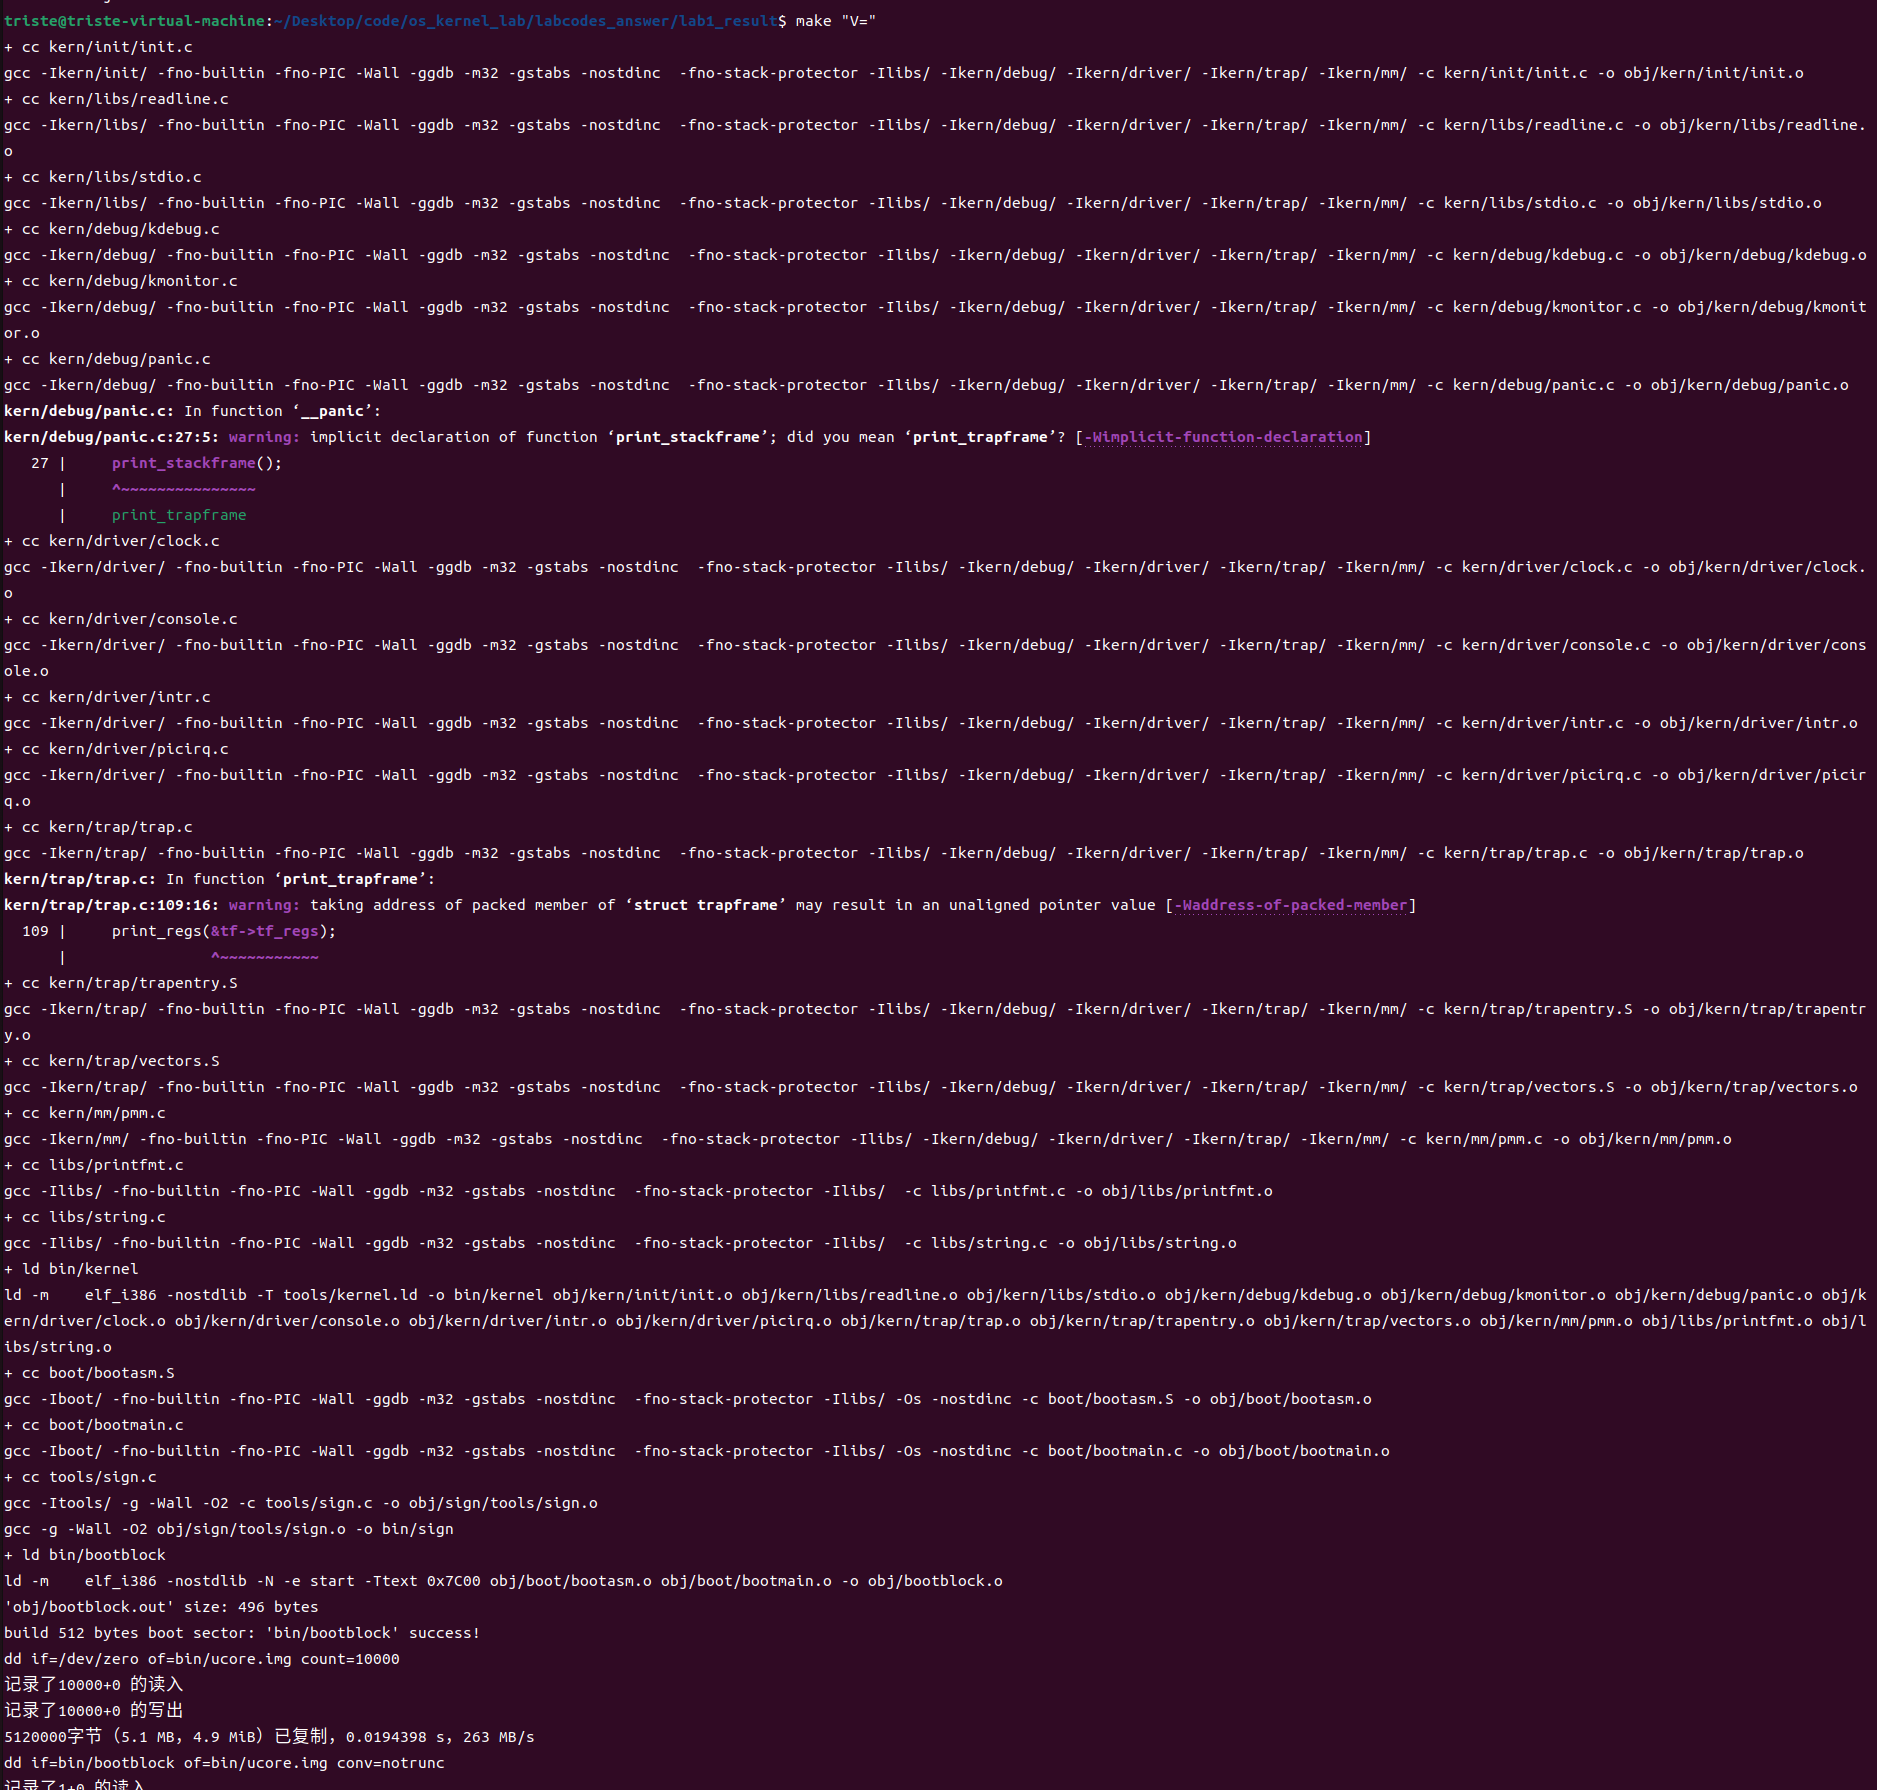 triste@triste-virtual-machine:~/Desktop/code/os_kernel_lab/labcodes_answer/lab1_result$ make "V="
+ cc kern/init/init.c
gcc -Ikern/init/ -fno-builtin -fno-PIC -Wall -ggdb -m32 -gstabs -nostdinc  -fno-stack-protector -Ilibs/ -Ikern/debug/ -Ikern/driver/ -Ikern/trap/ -Ikern/mm/ -c kern/init/init.c -o obj/kern/init/init.o
+ cc kern/libs/readline.c
gcc -Ikern/libs/ -fno-builtin -fno-PIC -Wall -ggdb -m32 -gstabs -nostdinc  -fno-stack-protector -Ilibs/ -Ikern/debug/ -Ikern/driver/ -Ikern/trap/ -Ikern/mm/ -c kern/libs/readline.c -o obj/kern/libs/readline.
o
+ cc kern/libs/stdio.c
gcc -Ikern/libs/ -fno-builtin -fno-PIC -Wall -ggdb -m32 -gstabs -nostdinc  -fno-stack-protector -Ilibs/ -Ikern/debug/ -Ikern/driver/ -Ikern/trap/ -Ikern/mm/ -c kern/libs/stdio.c -o obj/kern/libs/stdio.o
+ cc kern/debug/kdebug.c
gcc -Ikern/debug/ -fno-builtin -fno-PIC -Wall -ggdb -m32 -gstabs -nostdinc  -fno-stack-protector -Ilibs/ -Ikern/debug/ -Ikern/driver/ -Ikern/trap/ -Ikern/mm/ -c kern/debug/kdebug.c -o obj/kern/debug/kdebug.o
+ cc kern/debug/kmonitor.c
gcc -Ikern/debug/ -fno-builtin -fno-PIC -Wall -ggdb -m32 -gstabs -nostdinc  -fno-stack-protector -Ilibs/ -Ikern/debug/ -Ikern/driver/ -Ikern/trap/ -Ikern/mm/ -c kern/debug/kmonitor.c -o obj/kern/debug/kmonit
or.o
+ cc kern/debug/panic.c
gcc -Ikern/debug/ -fno-builtin -fno-PIC -Wall -ggdb -m32 -gstabs -nostdinc  -fno-stack-protector -Ilibs/ -Ikern/debug/ -Ikern/driver/ -Ikern/trap/ -Ikern/mm/ -c kern/debug/panic.c -o obj/kern/debug/panic.o
kern/debug/panic.c: In function ‘__panic’:
kern/debug/panic.c:27:5: warning: implicit declaration of function ‘print_stackframe’; did you mean ‘print_trapframe’? [-Wimplicit-function-declaration]
   27 |     print_stackframe();
      |     ^~~~~~~~~~~~~~~~
      |     print_trapframe
+ cc kern/driver/clock.c
gcc -Ikern/driver/ -fno-builtin -fno-PIC -Wall -ggdb -m32 -gstabs -nostdinc  -fno-stack-protector -Ilibs/ -Ikern/debug/ -Ikern/driver/ -Ikern/trap/ -Ikern/mm/ -c kern/driver/clock.c -o obj/kern/driver/clock.
o
+ cc kern/driver/console.c
gcc -Ikern/driver/ -fno-builtin -fno-PIC -Wall -ggdb -m32 -gstabs -nostdinc  -fno-stack-protector -Ilibs/ -Ikern/debug/ -Ikern/driver/ -Ikern/trap/ -Ikern/mm/ -c kern/driver/console.c -o obj/kern/driver/cons
ole.o
+ cc kern/driver/intr.c
gcc -Ikern/driver/ -fno-builtin -fno-PIC -Wall -ggdb -m32 -gstabs -nostdinc  -fno-stack-protector -Ilibs/ -Ikern/debug/ -Ikern/driver/ -Ikern/trap/ -Ikern/mm/ -c kern/driver/intr.c -o obj/kern/driver/intr.o
+ cc kern/driver/picirq.c
gcc -Ikern/driver/ -fno-builtin -fno-PIC -Wall -ggdb -m32 -gstabs -nostdinc  -fno-stack-protector -Ilibs/ -Ikern/debug/ -Ikern/driver/ -Ikern/trap/ -Ikern/mm/ -c kern/driver/picirq.c -o obj/kern/driver/picir
q.o
+ cc kern/trap/trap.c
gcc -Ikern/trap/ -fno-builtin -fno-PIC -Wall -ggdb -m32 -gstabs -nostdinc  -fno-stack-protector -Ilibs/ -Ikern/debug/ -Ikern/driver/ -Ikern/trap/ -Ikern/mm/ -c kern/trap/trap.c -o obj/kern/trap/trap.o
kern/trap/trap.c: In function ‘print_trapframe’:
kern/trap/trap.c:109:16: warning: taking address of packed member of ‘struct trapframe’ may result in an unaligned pointer value [-Waddress-of-packed-member]
  109 |     print_regs(&tf->tf_regs);
      |                ^~~~~~~~~~~~
+ cc kern/trap/trapentry.S
gcc -Ikern/trap/ -fno-builtin -fno-PIC -Wall -ggdb -m32 -gstabs -nostdinc  -fno-stack-protector -Ilibs/ -Ikern/debug/ -Ikern/driver/ -Ikern/trap/ -Ikern/mm/ -c kern/trap/trapentry.S -o obj/kern/trap/trapentr
y.o
+ cc kern/trap/vectors.S
gcc -Ikern/trap/ -fno-builtin -fno-PIC -Wall -ggdb -m32 -gstabs -nostdinc  -fno-stack-protector -Ilibs/ -Ikern/debug/ -Ikern/driver/ -Ikern/trap/ -Ikern/mm/ -c kern/trap/vectors.S -o obj/kern/trap/vectors.o
+ cc kern/mm/pmm.c
gcc -Ikern/mm/ -fno-builtin -fno-PIC -Wall -ggdb -m32 -gstabs -nostdinc  -fno-stack-protector -Ilibs/ -Ikern/debug/ -Ikern/driver/ -Ikern/trap/ -Ikern/mm/ -c kern/mm/pmm.c -o obj/kern/mm/pmm.o
+ cc libs/printfmt.c
gcc -Ilibs/ -fno-builtin -fno-PIC -Wall -ggdb -m32 -gstabs -nostdinc  -fno-stack-protector -Ilibs/  -c libs/printfmt.c -o obj/libs/printfmt.o
+ cc libs/string.c
gcc -Ilibs/ -fno-builtin -fno-PIC -Wall -ggdb -m32 -gstabs -nostdinc  -fno-stack-protector -Ilibs/  -c libs/string.c -o obj/libs/string.o
+ ld bin/kernel
ld -m    elf_i386 -nostdlib -T tools/kernel.ld -o bin/kernel obj/kern/init/init.o obj/kern/libs/readline.o obj/kern/libs/stdio.o obj/kern/debug/kdebug.o obj/kern/debug/kmonitor.o obj/kern/debug/panic.o obj/k
ern/driver/clock.o obj/kern/driver/console.o obj/kern/driver/intr.o obj/kern/driver/picirq.o obj/kern/trap/trap.o obj/kern/trap/trapentry.o obj/kern/trap/vectors.o obj/kern/mm/pmm.o obj/libs/printfmt.o obj/l
ibs/string.o
+ cc boot/bootasm.S
gcc -Iboot/ -fno-builtin -fno-PIC -Wall -ggdb -m32 -gstabs -nostdinc  -fno-stack-protector -Ilibs/ -Os -nostdinc -c boot/bootasm.S -o obj/boot/bootasm.o
+ cc boot/bootmain.c
gcc -Iboot/ -fno-builtin -fno-PIC -Wall -ggdb -m32 -gstabs -nostdinc  -fno-stack-protector -Ilibs/ -Os -nostdinc -c boot/bootmain.c -o obj/boot/bootmain.o
+ cc tools/sign.c
gcc -Itools/ -g -Wall -O2 -c tools/sign.c -o obj/sign/tools/sign.o
gcc -g -Wall -O2 obj/sign/tools/sign.o -o bin/sign
+ ld bin/bootblock
ld -m    elf_i386 -nostdlib -N -e start -Ttext 0x7C00 obj/boot/bootasm.o obj/boot/bootmain.o -o obj/bootblock.o
'obj/bootblock.out' size: 496 bytes
build 512 bytes boot sector: 'bin/bootblock' success!
dd if=/dev/zero of=bin/ucore.img count=10000
记录了10000+0 的读入
记录了10000+0 的写出
5120000字节（5.1 MB，4.9 MiB）已复制，0.0194398 s，263 MB/s
dd if=bin/bootblock of=bin/ucore.img conv=notrunc
记录了1+0 的读入